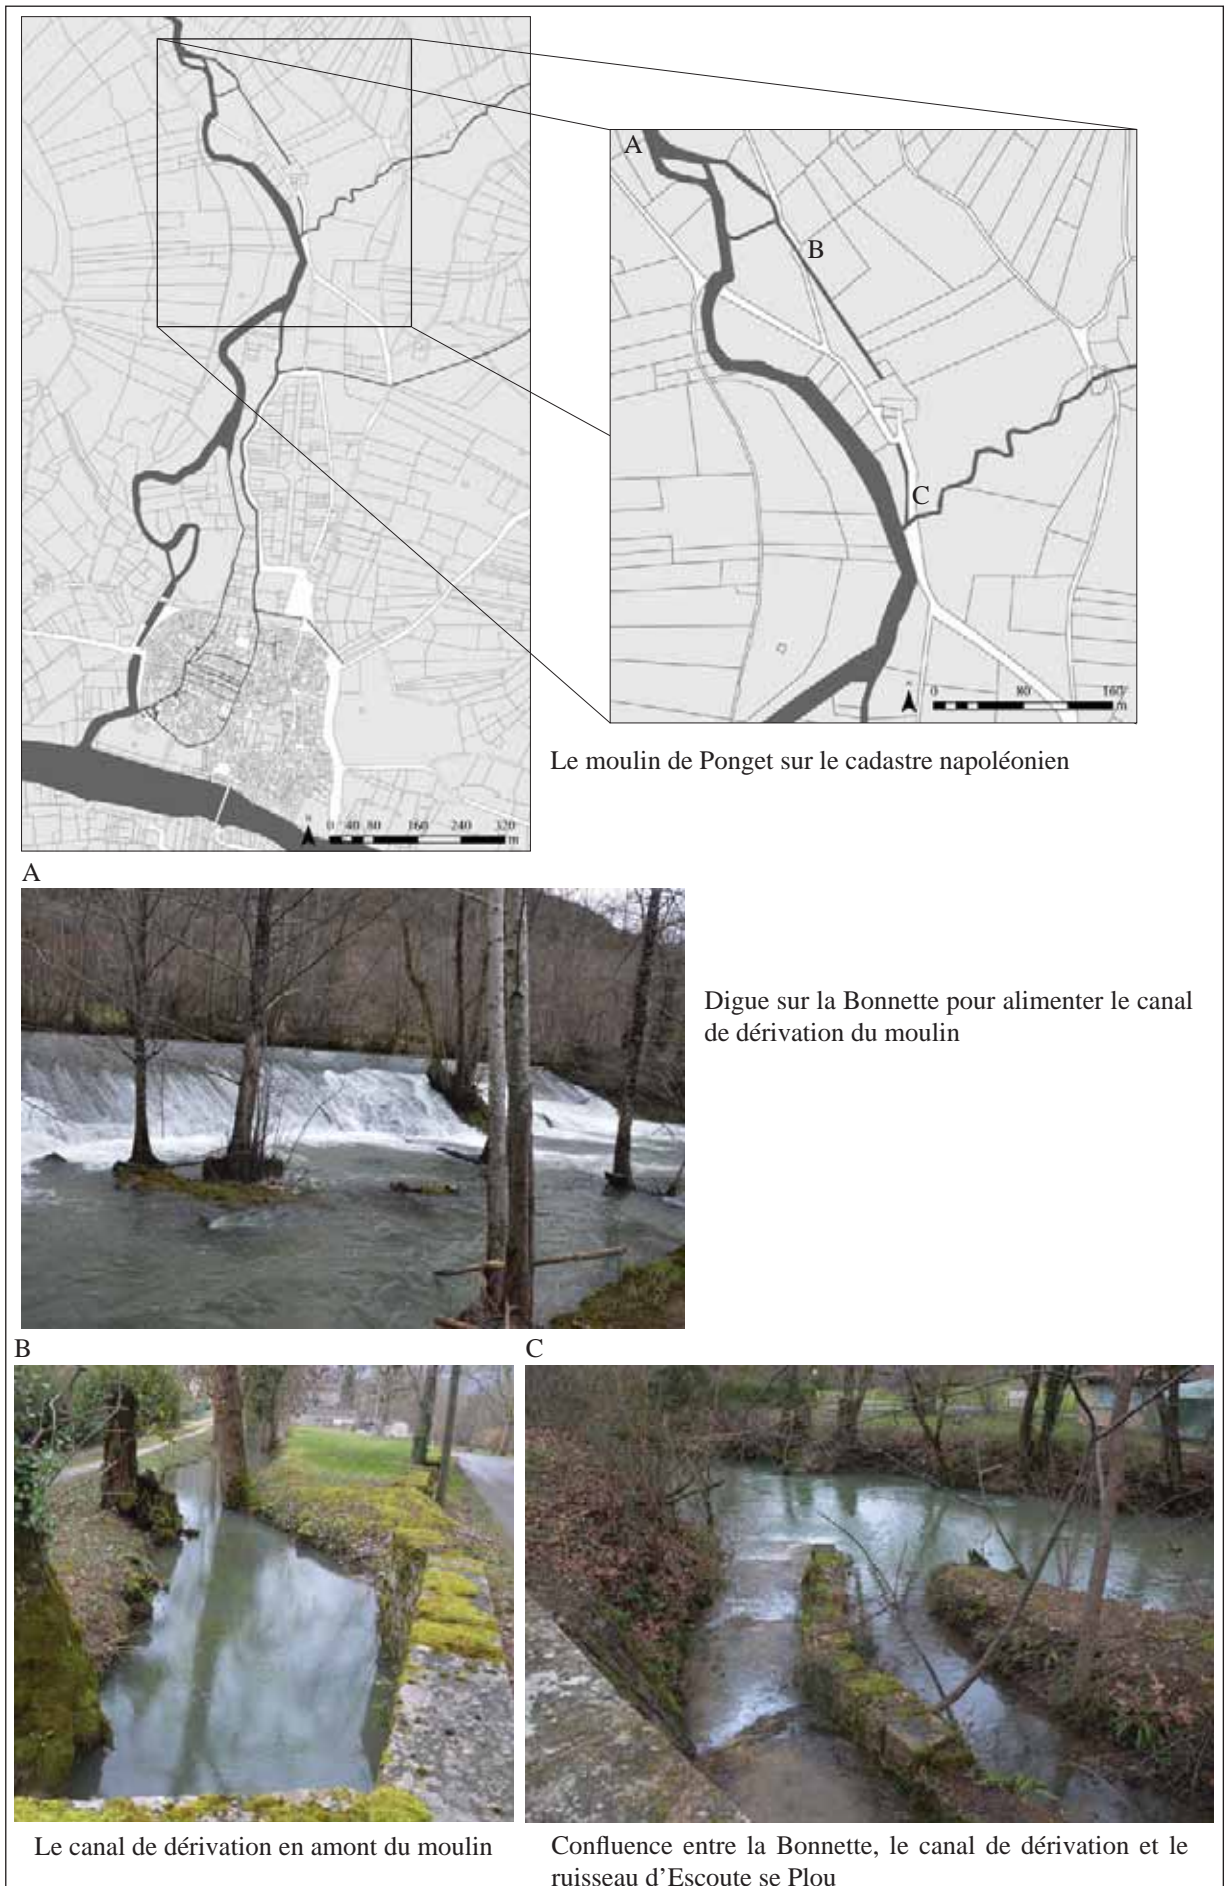 A
B
C
0 80 160
m
Le moulin de Ponget sur le cadastre napoléonien
0 40 80 160 240 320
m
A
Digue sur la Bonnette pour alimenter le canal
de dérivation du moulin
B
C
Le canal de dérivation en amont du moulin
Confluence entre la Bonnette, le canal de dérivation et le
ruisseau d'Escoute se Plou